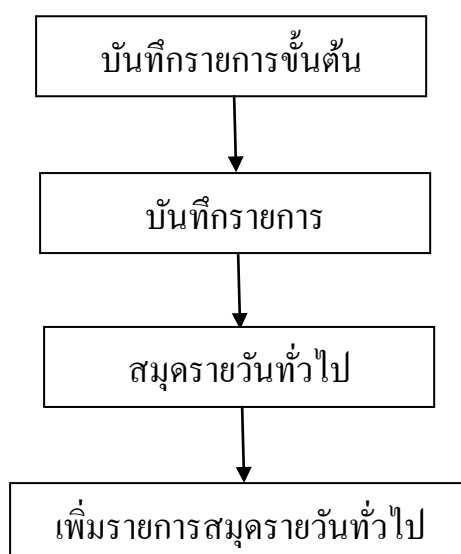 บันทึกรายการขั้นต้น
บันทึกรายการ
สมุดรายวันทั่วไป
เพิ่มรายการสมุดรายวันทั่วไป